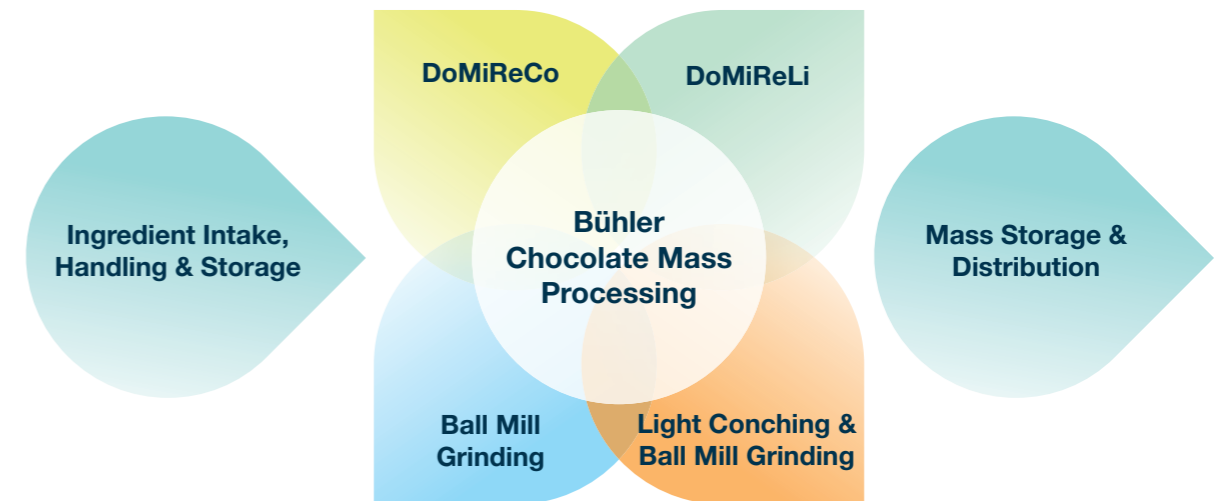 DoMiReCo
DoMiReLi
Ingredient Intake,
Handling & Storage
Bühler
Chocolate Mass
Processing
Mass Storage &
Distribution
Ball Mill
Grinding
Light Conching &
Ball Mill Grinding